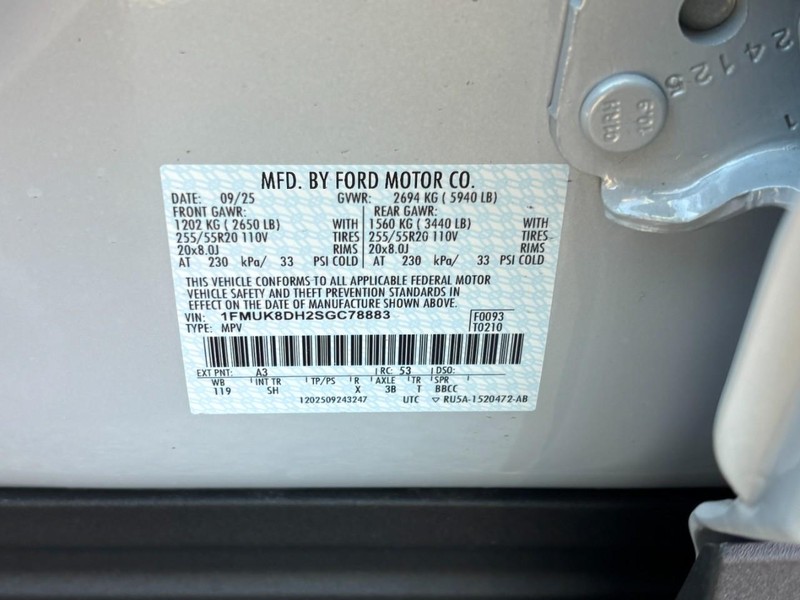 24125
01RH
10.9
1
MFD. BY FORD MOTOR CO.
DATE: 09/25 GVWR: 2694 KG ( 5940 LB)
FRONT GAWR: REAR GAWR:
1202 KG ( 2650 LB) WITH 1560 KG ( 3440 LB) WITH
255/55R20 110V TIRES 255/55R20 110V TIRES
20x8.0J RIMS 20x8.0J RIMS
AT 230 kPa/ 33 PSI COLD AT 230 kPa/ 33 PSI COLD
THIS VEHICLE CONFORMS TO ALL APPLICABLE FEDERAL MOTOR
VEHICLE SAFETY AND THEFT PREVENTION STANDARDS IN
EFFECT ON THE DATE OF MANUFACTURE SHOWN ABOVE.
VIN: 1FMUK8DH2SGC78883 F0093
TYPE: MPV T0210
EXT PNT: A3 RC: 53 DSO:
WB INT TR TP/PS R AXLE TR SPR
119 SH X 3B T BBCC
1202509243247 UTC ▽ RU5A-1520472-AB